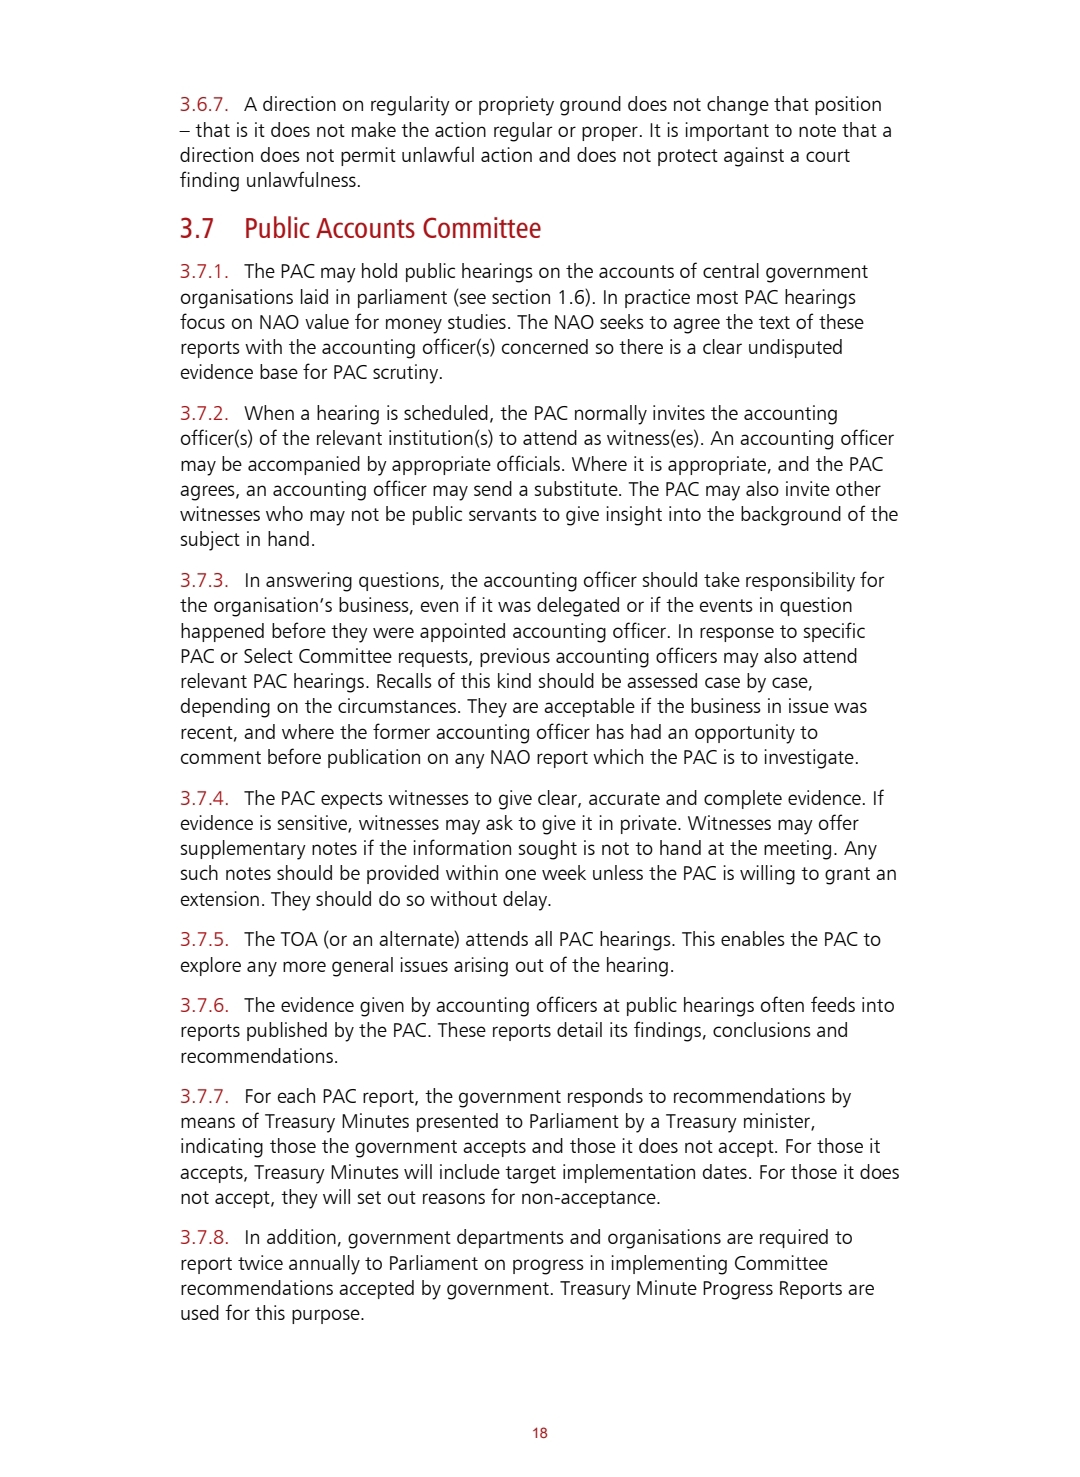 3.6.7. A direction on regularity or propriety ground does not change that position
– that is it does not make the action regular or proper. It is important to note that a
direction does not permit unlawful action and does not protect against a court
finding unlawfulness.
3.7 Public Accounts Committee
3.7.1. The PAC may hold public hearings on the accounts of central government
organisations laid in parliament (see section 1.6). In practice most PAC hearings
focus on NAO value for money studies. The NAO seeks to agree the text of these
reports with the accounting officer(s) concerned so there is a clear undisputed
evidence base for PAC scrutiny.
3.7.2. When a hearing is scheduled, the PAC normally invites the accounting
officer(s) of the relevant institution(s) to attend as witness(es). An accounting officer
may be accompanied by appropriate officials. Where it is appropriate, and the PAC
agrees, an accounting officer may send a substitute. The PAC may also invite other
witnesses who may not be public servants to give insight into the background of the
subject in hand.
3.7.3. In answering questions, the accounting officer should take responsibility for
the organisation’s business, even if it was delegated or if the events in question
happened before they were appointed accounting officer. In response to specific
PAC or Select Committee requests, previous accounting officers may also attend
relevant PAC hearings. Recalls of this kind should be assessed case by case,
depending on the circumstances. They are acceptable if the business in issue was
recent, and where the former accounting officer has had an opportunity to
comment before publication on any NAO report which the PAC is to investigate.
3.7.4. The PAC expects witnesses to give clear, accurate and complete evidence. If
evidence is sensitive, witnesses may ask to give it in private. Witnesses may offer
supplementary notes if the information sought is not to hand at the meeting. Any
such notes should be provided within one week unless the PAC is willing to grant an
extension. They should do so without delay.
3.7.5. The TOA (or an alternate) attends all PAC hearings. This enables the PAC to
explore any more general issues arising out of the hearing.
3.7.6. The evidence given by accounting officers at public hearings often feeds into
reports published by the PAC. These reports detail its findings, conclusions and
recommendations.
3.7.7. For each PAC report, the government responds to recommendations by
means of Treasury Minutes presented to Parliament by a Treasury minister,
indicating those the government accepts and those it does not accept. For those it
accepts, Treasury Minutes will include target implementation dates. For those it does
not accept, they will set out reasons for non-acceptance.
3.7.8. In addition, government departments and organisations are required to
report twice annually to Parliament on progress in implementing Committee
recommendations accepted by government. Treasury Minute Progress Reports are
used for this purpose.
18